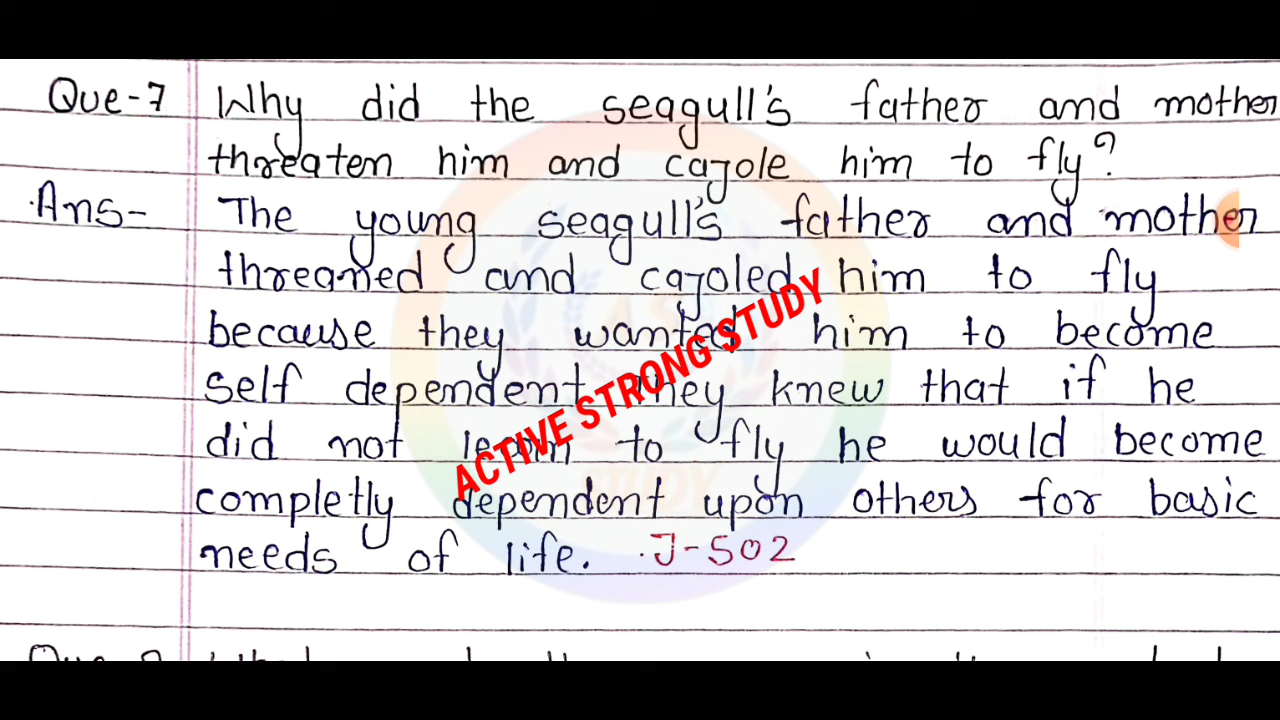 Que-7 Why did the seagull's father and mother
threaten him and cajole him to fly?
Ans- The young seagull's father and mother
threaned and cajoled him to fly
because they wanted him to become
self dependent they knew that if he
did not learn to fly he would become
completly dependent upon others for basic
needs of life. J-502
ACTIVE STRONG STUDY
STUDY